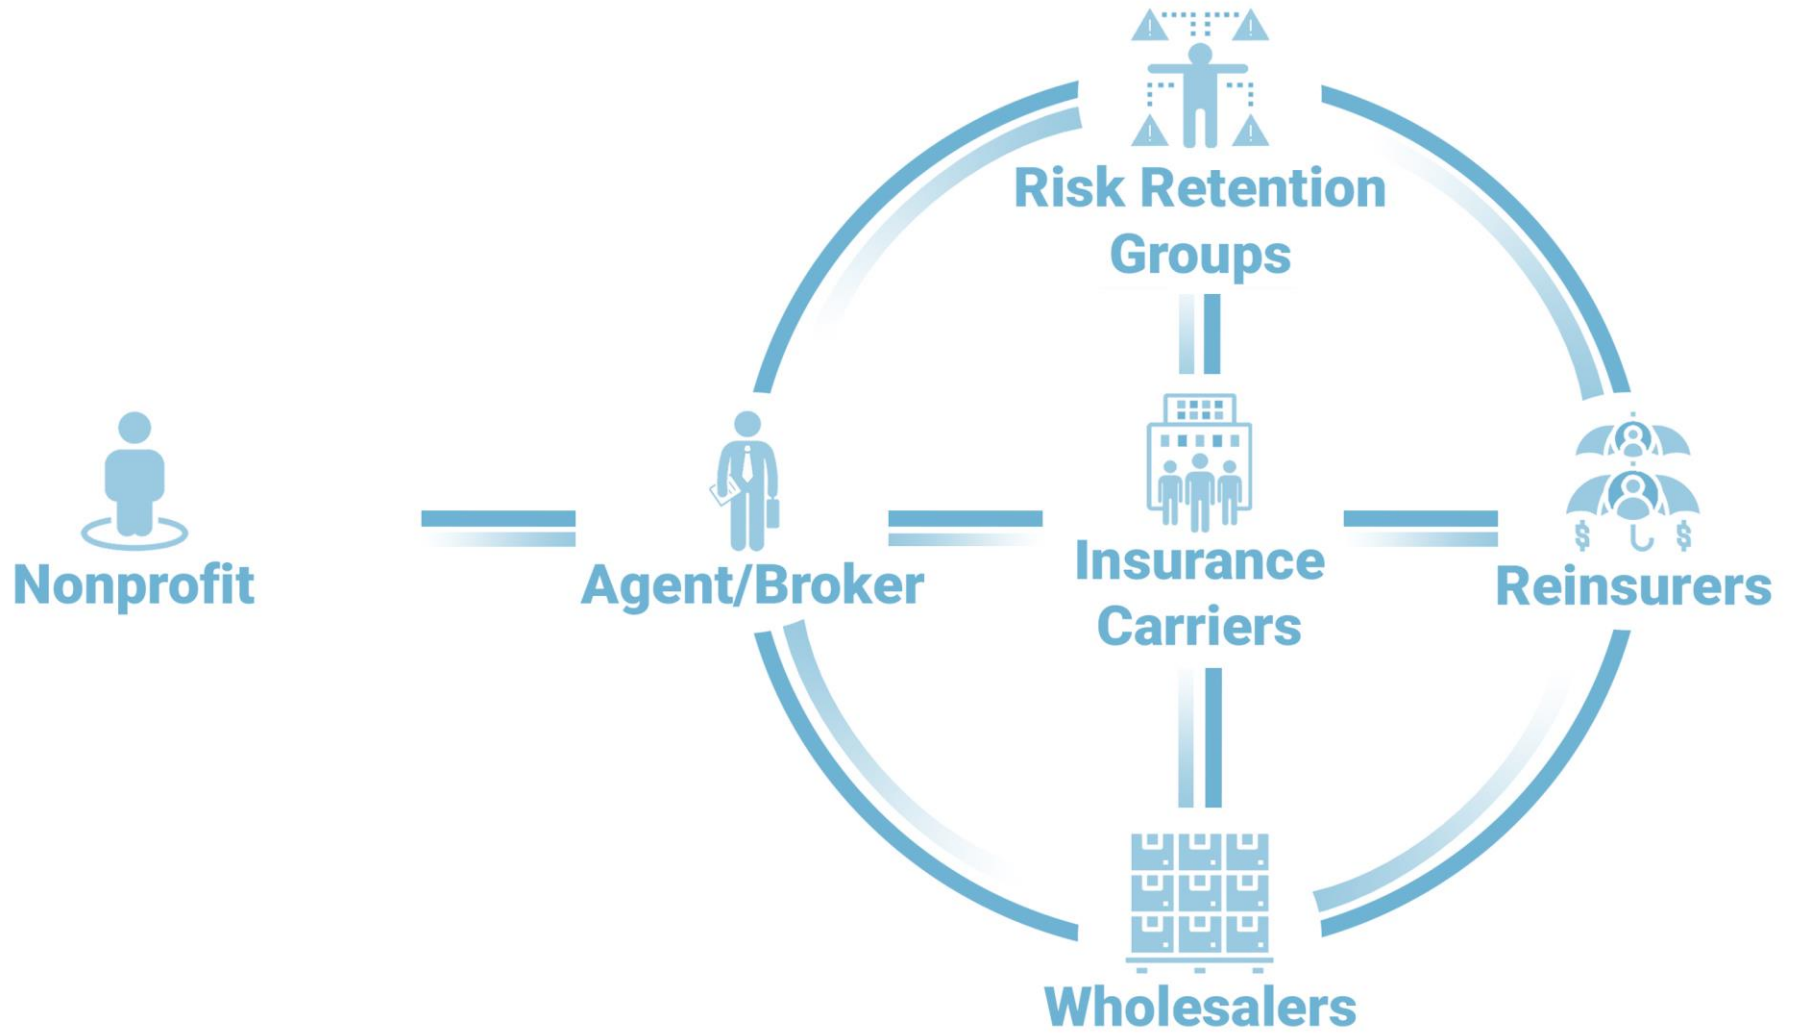 Risk Retention
Groups
Nonprofit
Agent/Broker
Insurance
Carriers
Reinsurers
Wholesalers